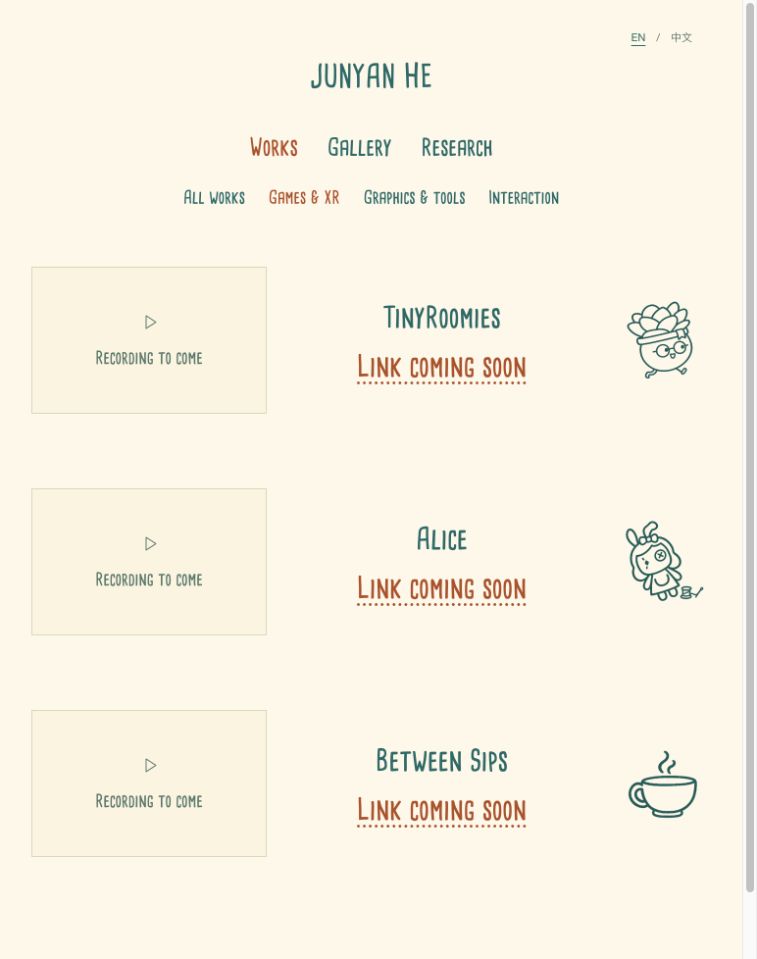 EN / 中文
JUNYAN HE
WORKS GALLERY RESEARCH
ALL WORKS GAMES & XR GRAPHICS & TOOLS INTERACTION
TINYROOMIES
RECORDING TO COME
LINK COMING SOON
ALICE
RECORDING TO COME
LINK COMING SOON
BETWEEN SIPS
RECORDING TO COME
LINK COMING SOON